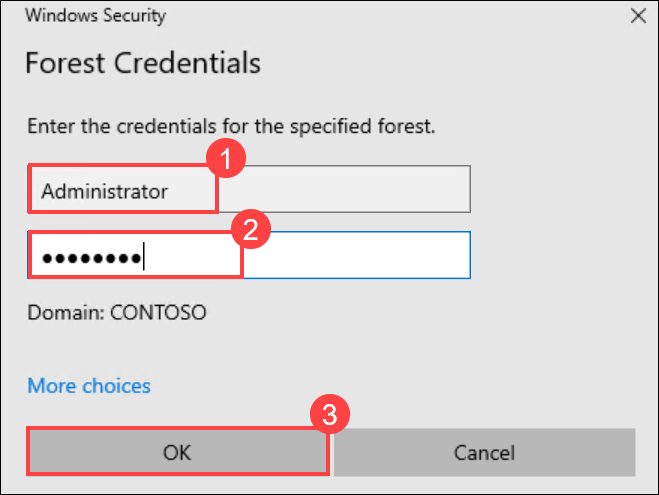 Windows Security
Forest Credentials
Enter the credentials for the specified forest.
1
Administrator
2
••••••••
Domain: CONTOSO
More choices
3
OK
Cancel